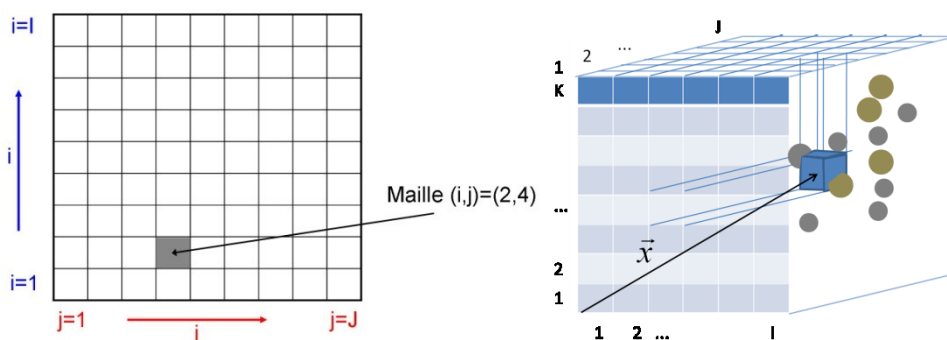 i=I
i
i=1
j=1
j
j=J
Maille (i,j)=(2,4)
J
...
2
1
K
...
2
1
1 2 ... I
x⃗